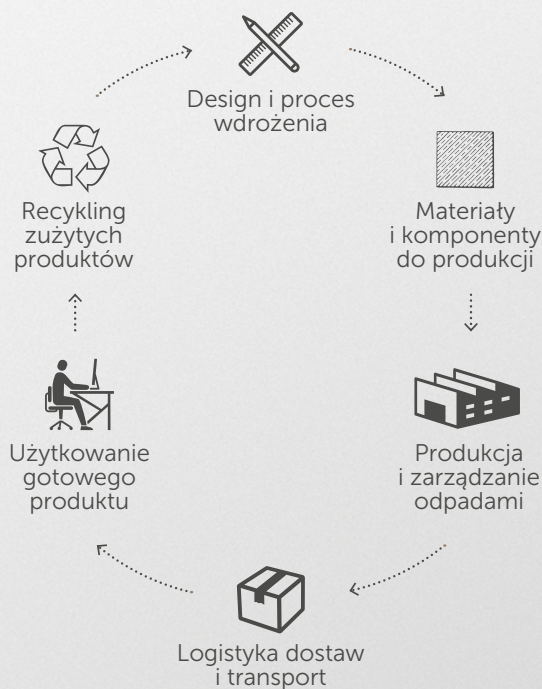 Design i proces
wdrożenia
Materiały
i komponenty
do produkcji
Produkcja
i zarządzanie
odpadami
Logistyka dostaw
i transport
Użytkowanie
gotowego
produktu
Recykling
zużytych
produktów